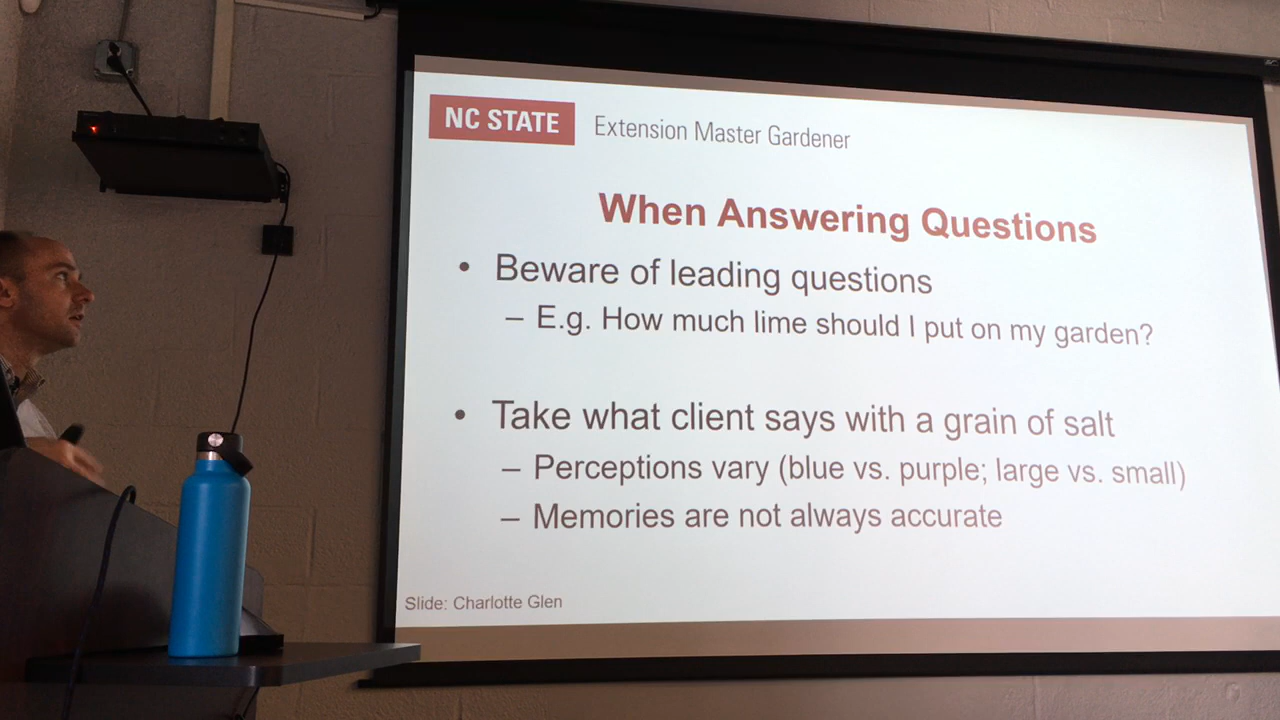 NC STATE Extension Master Gardener
When Answering Questions
• Beware of leading questions
– E.g. How much lime should I put on my garden?
• Take what client says with a grain of salt
– Perceptions vary (blue vs. purple; large vs. small)
– Memories are not always accurate
Slide: Charlotte Glen